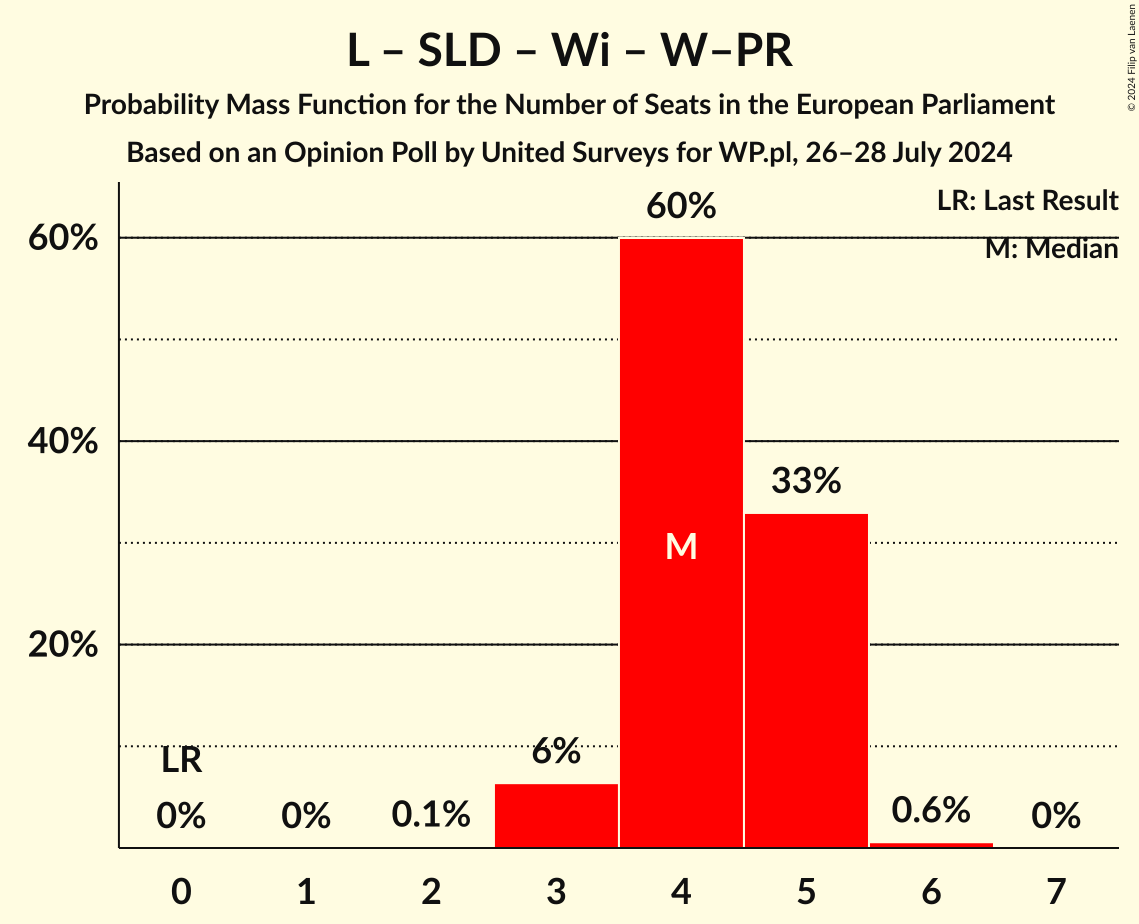 L – SLD – Wi – W–PR
Probability Mass Function for the Number of Seats in the European Parliament
Based on an Opinion Poll by United Surveys for WP.pl, 26–28 July 2024
© 2024 Filip van Laenen
LR: Last Result
M: Median
60%
40%
20%
60%
33%
M
LR
6%
0%
0%
0.1%
0.6%
0%
0 1 2 3 4 5 6 7